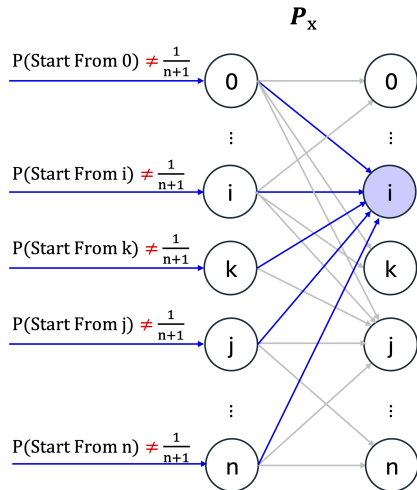 Pₓ
P(Start From 0) ≠ 1/(n+1)
0
0
⋮
⋮
P(Start From i) ≠ 1/(n+1)
i
i
P(Start From k) ≠ 1/(n+1)
k
k
P(Start From j) ≠ 1/(n+1)
j
j
⋮
⋮
P(Start From n) ≠ 1/(n+1)
n
n